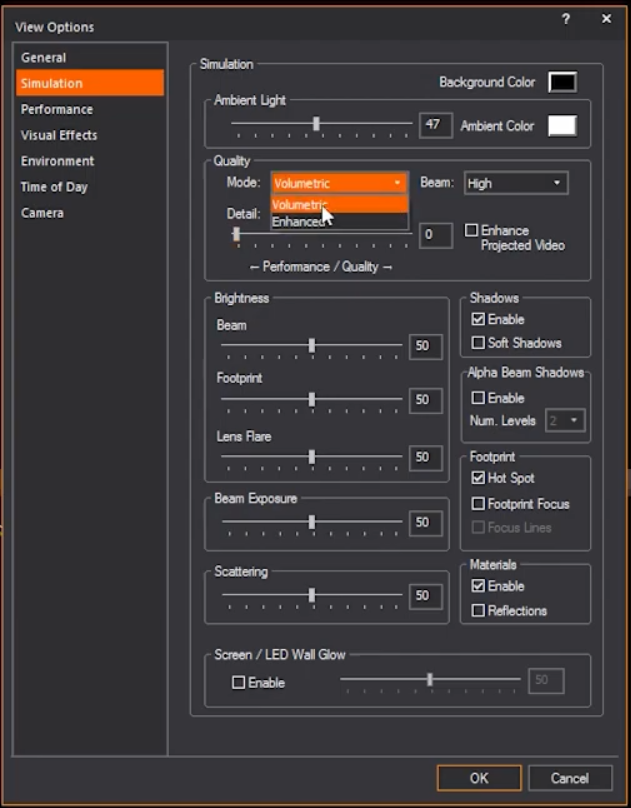 View Options
?
×
General
Simulation
Performance
Visual Effects
Environment
Time of Day
Camera
Simulation
Background Color
Ambient Light
47
Ambient Color
Quality
Mode: Volumetric
Beam: High
Volumetric
Enhanced
Detail:
0
Enhance
Projected Video
← Performance / Quality →
Brightness
Beam
50
Footprint
50
Lens Flare
50
Shadows
Enable
Soft Shadows
Alpha Beam Shadows
Enable
Num. Levels 2
Footprint
Hot Spot
Footprint Focus
Focus Lines
Beam Exposure
50
Scattering
50
Materials
Enable
Reflections
Screen / LED Wall Glow
Enable
50
OK
Cancel